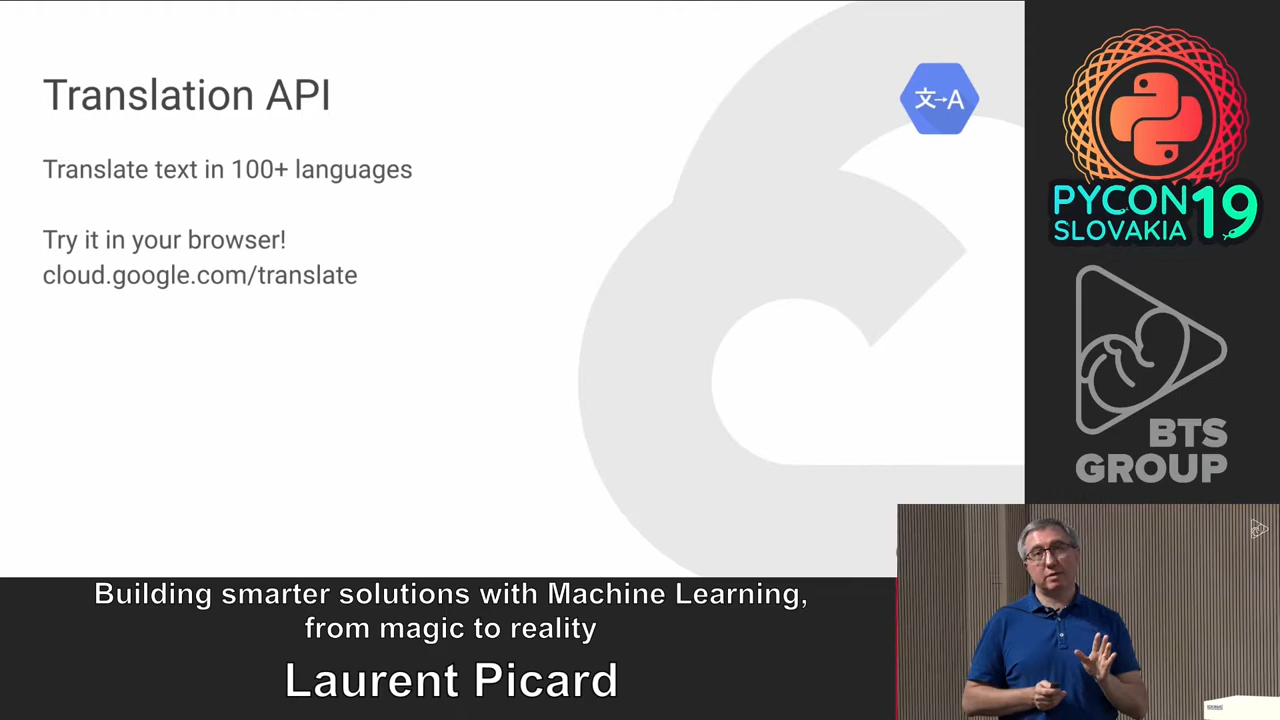 Translation API
Translate text in 100+ languages
Try it in your browser!
cloud.google.com/translate
文→A
PYCON
SLOVAKIA
19
BTS
GROUP
Building smarter solutions with Machine Learning,
from magic to reality
Laurent Picard